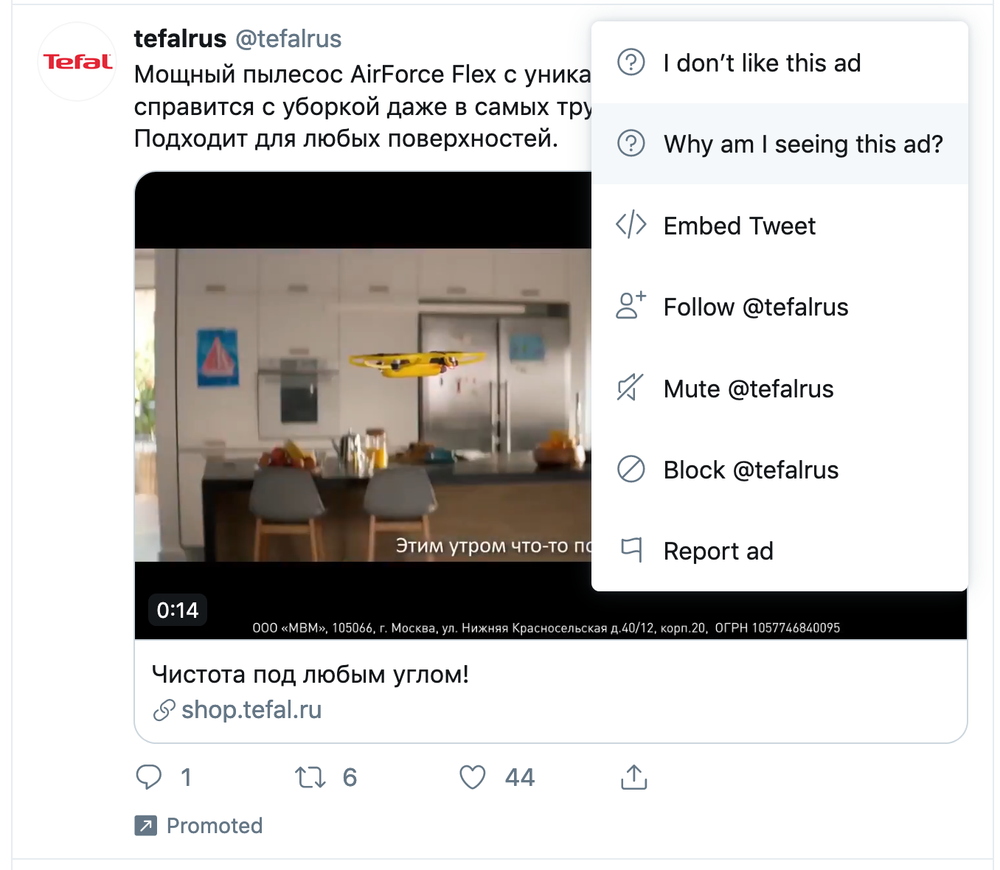 tefalrus @tefalrus
Tefal
Мощный пылесос AirForce Flex с уника
справится с уборкой даже в самых тру
Подходит для любых поверхностей.
I don’t like this ad
Why am I seeing this ad?
Embed Tweet
Follow @tefalrus
Mute @tefalrus
Block @tefalrus
Report ad
Этим утром что-то по
0:14
ООО «МВМ», 105066, г. Москва, ул. Нижняя Красносельская д.40/12, корп.20, ОГРН 1057746840095
Чистота под любым углом!
shop.tefal.ru
1 6 44
Promoted